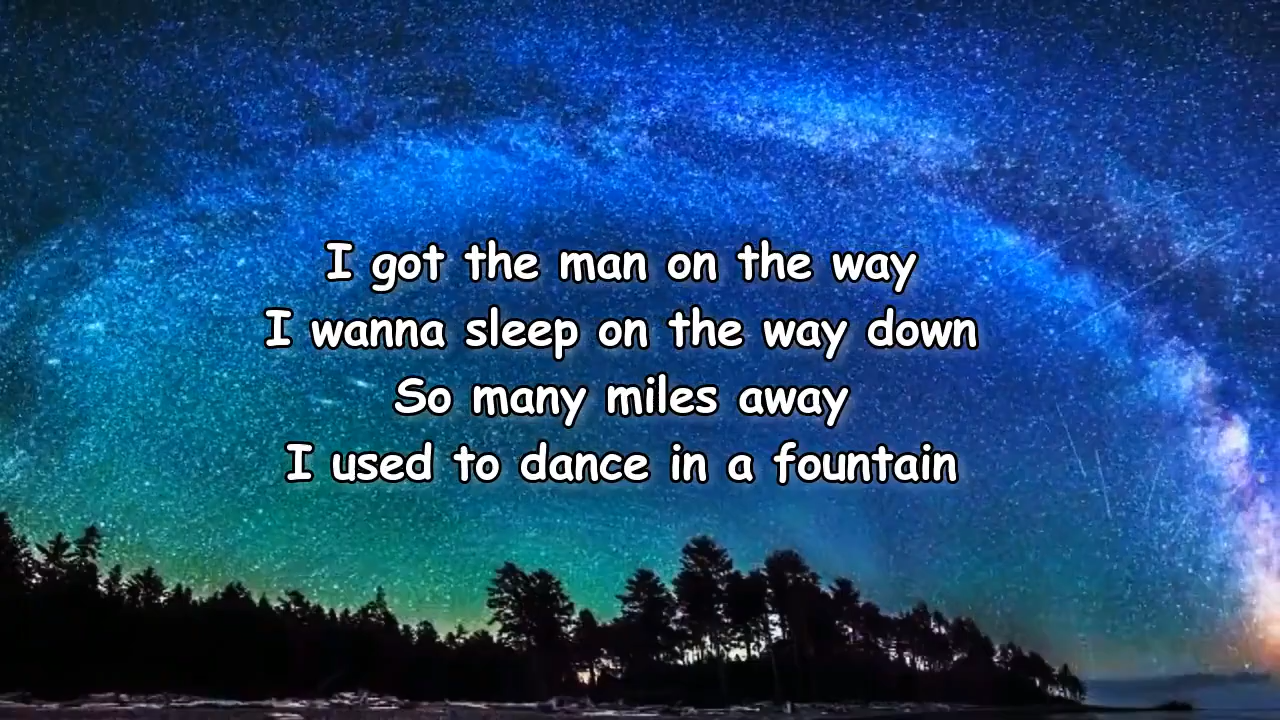 I got the man on the way
I wanna sleep on the way down
So many miles away
I used to dance in a fountain